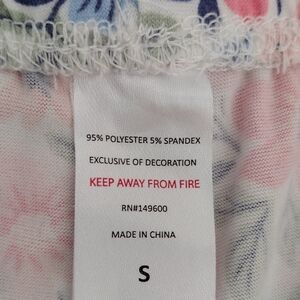 95% POLYESTER 5% SPANDEX
EXCLUSIVE OF DECORATION
KEEP AWAY FROM FIRE
RN#149600
MADE IN CHINA
S